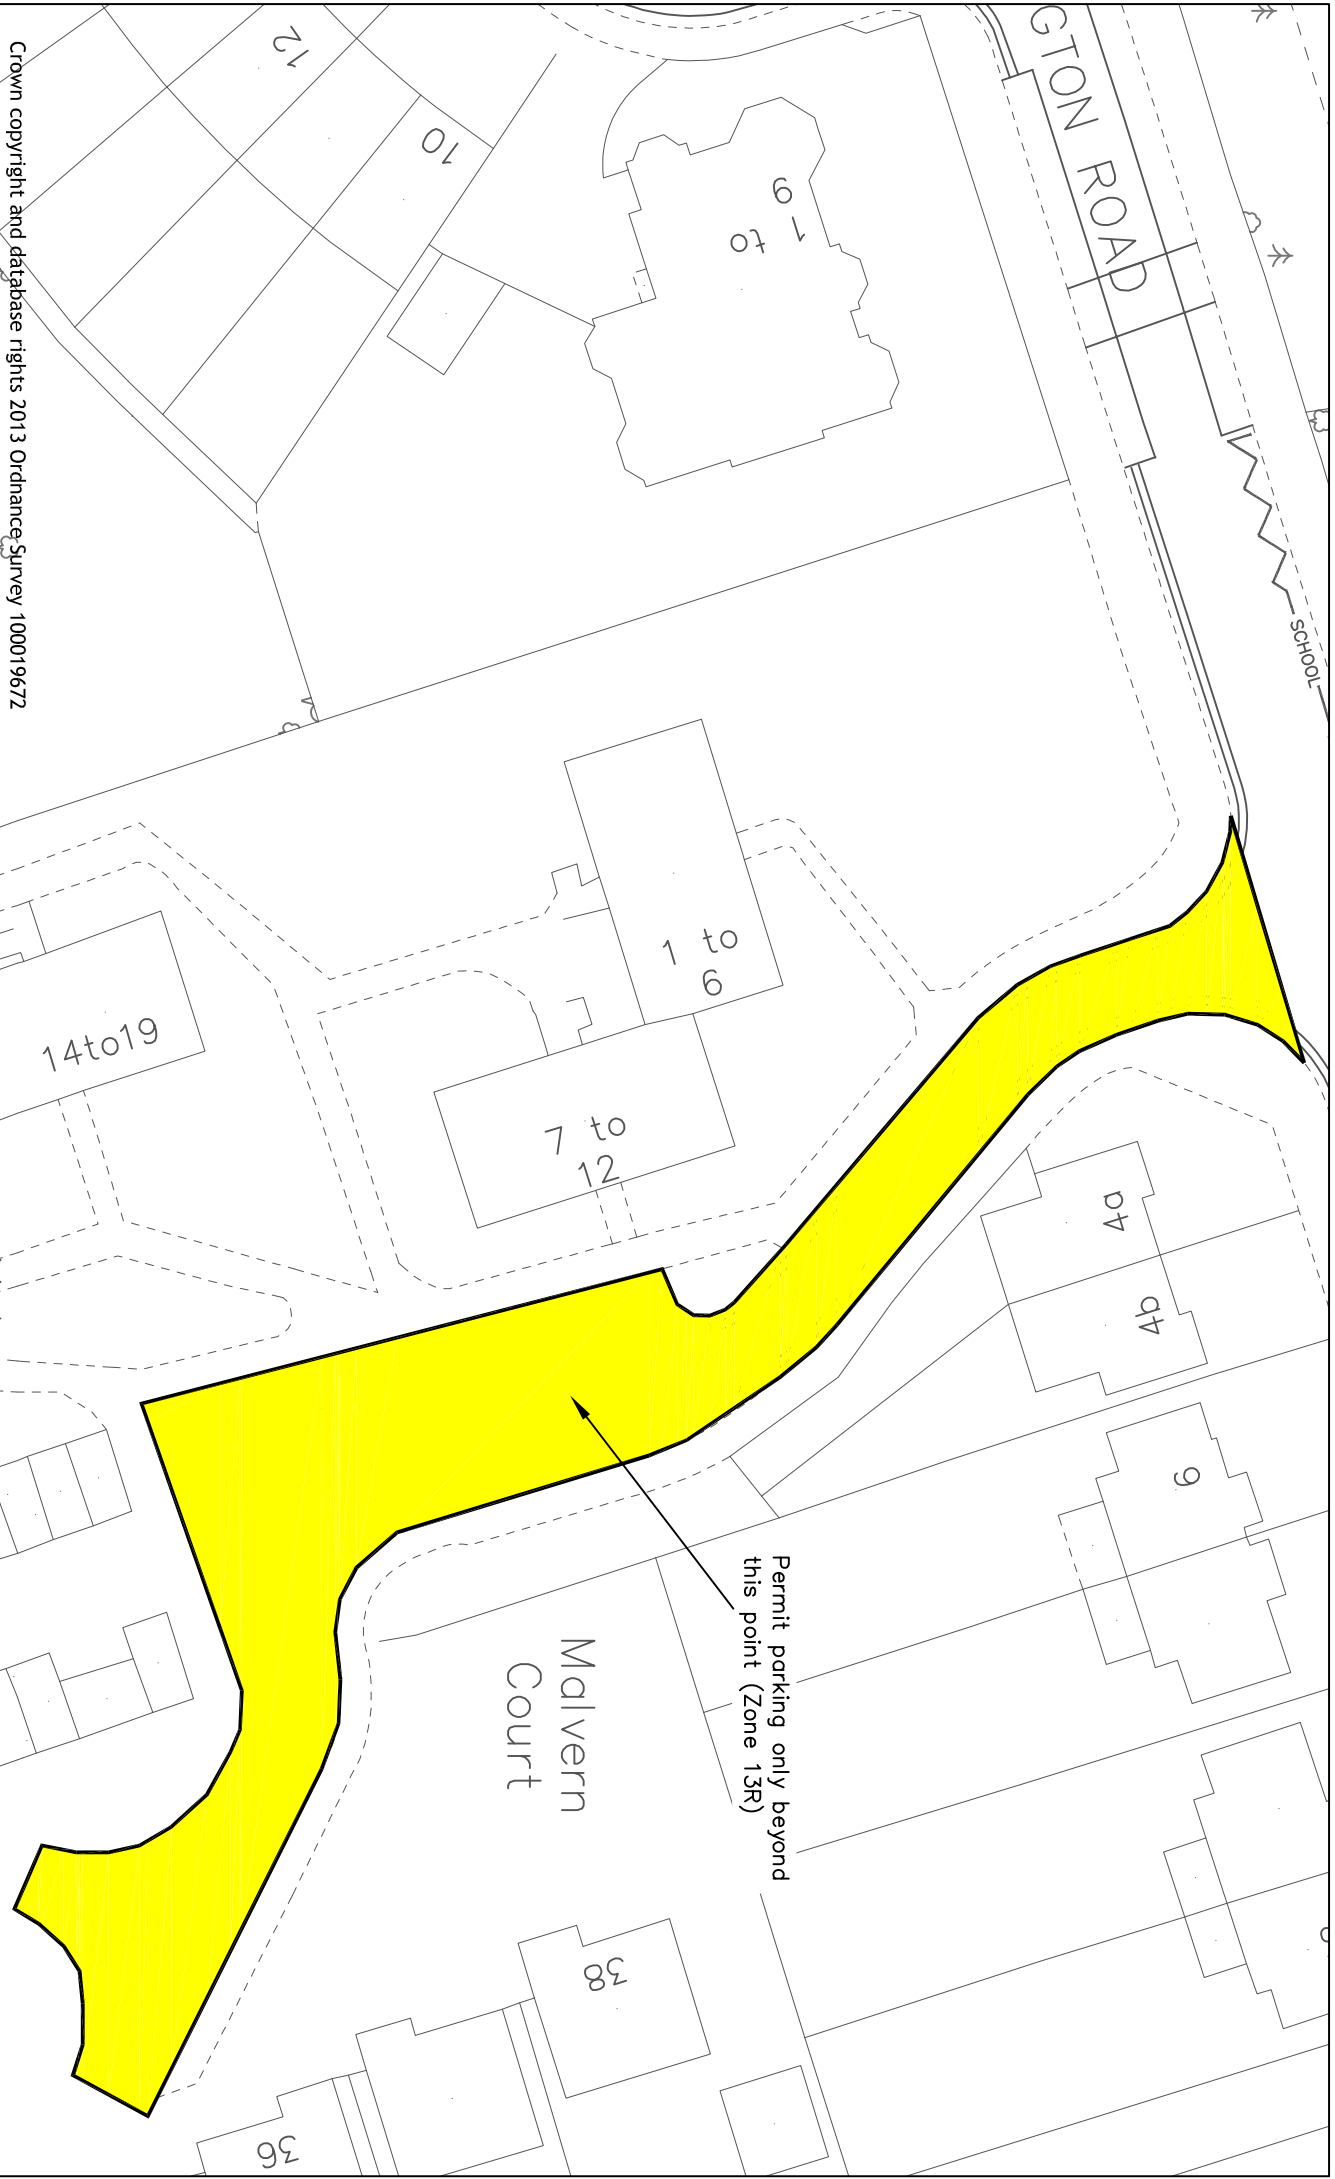 GTON ROAD
SCHOOL
12
10
1 to
9
1 to
6
7 to
12
14to19
4a
4b
Permit parking only beyond
this point (Zone 13R)
Malvern
Court
38
36
Crown copyright and database rights 2013 Ordnance Survey 100019672